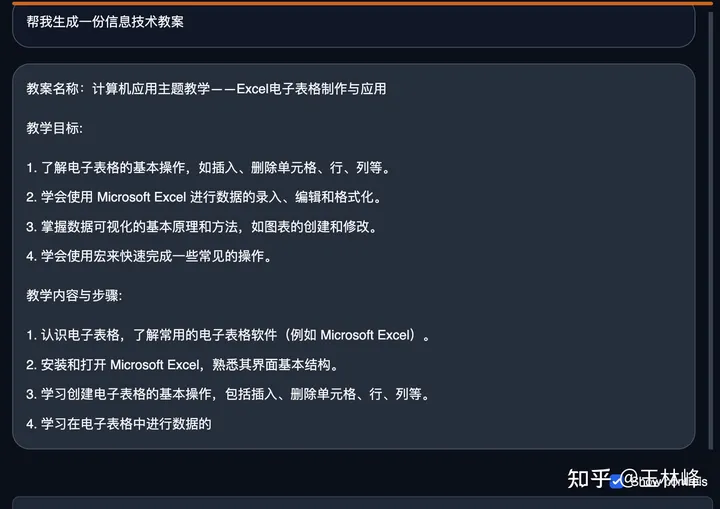 帮我生成一份信息技术教案
教案名称：计算机应用主题教学——Excel电子表格制作与应用
教学目标:
1. 了解电子表格的基本操作，如插入、删除单元格、行、列等。
2. 学会使用 Microsoft Excel 进行数据的录入、编辑和格式化。
3. 掌握数据可视化的基本原理和方法，如图表的创建和修改。
4. 学会使用宏来快速完成一些常见的操作。
教学内容与步骤:
1. 认识电子表格，了解常用的电子表格软件（例如 Microsoft Excel）。
2. 安装和打开 Microsoft Excel，熟悉其界面基本结构。
3. 学习创建电子表格的基本操作，包括插入、删除单元格、行、列等。
4. 学习在电子表格中进行数据的
知乎 @王林峰
Show controls